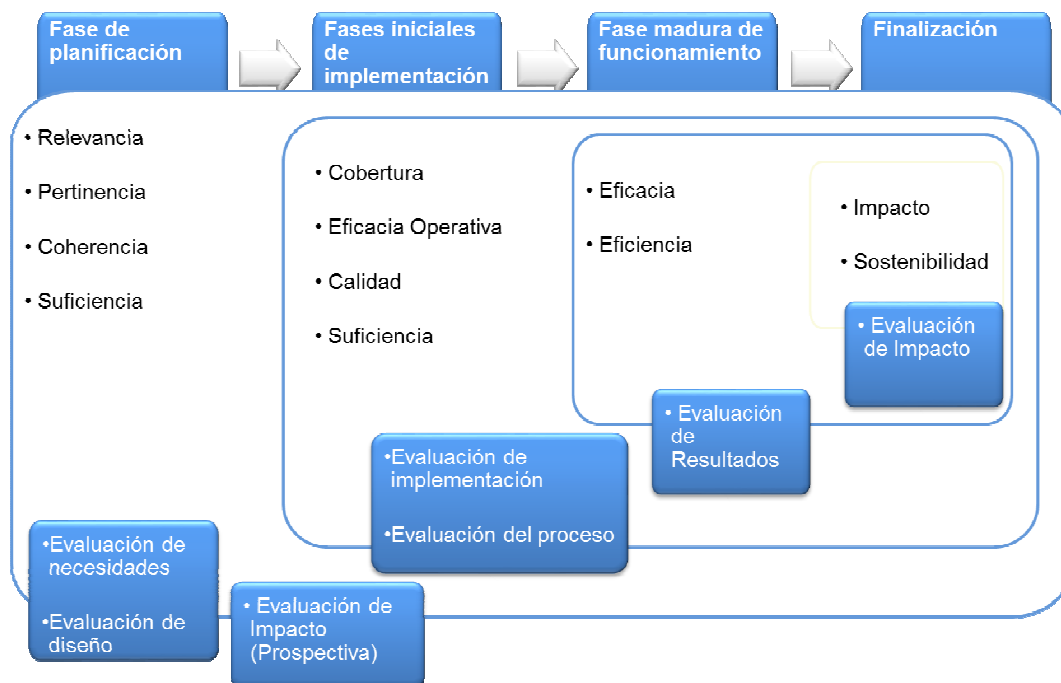 Fase de
planificación
Fases iniciales
de
implementación
Fase madura de
funcionamiento
Finalización
• Relevancia
• Pertinencia
• Coherencia
• Suficiencia
• Cobertura
• Eficacia Operativa
• Calidad
• Suficiencia
• Eficacia
• Eficiencia
• Impacto
• Sostenibilidad
• Evaluación
de Impacto
• Evaluación
de
Resultados
•Evaluación de
implementación
•Evaluación del proceso
•Evaluación de
necesidades
•Evaluación de
diseño
• Evaluación de
Impacto
(Prospectiva)